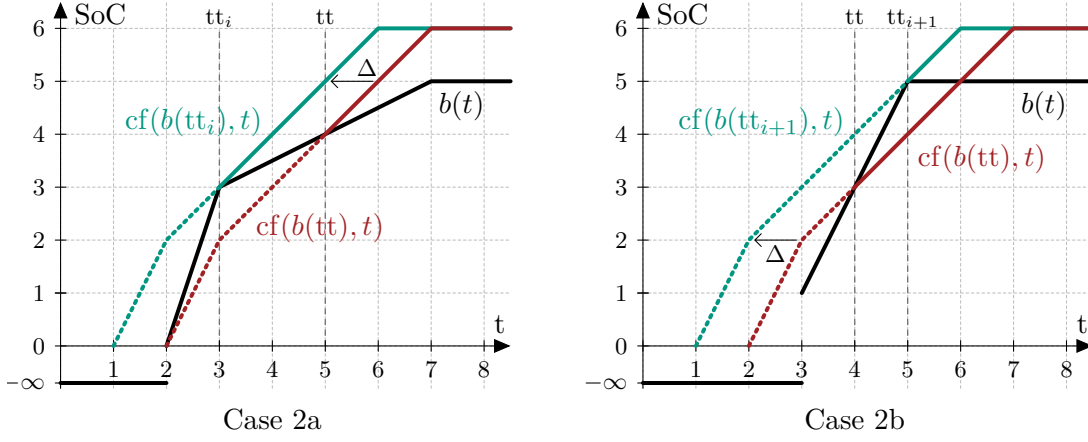 SoC
tt_i
tt
6
5
4
3
2
1
0
−∞
Δ
b(t)
cf(b(tt_i), t)
cf(b(tt), t)
t
1 2 3 4 5 6 7 8
Case 2a
SoC
tt
tt_{i+1}
6
5
4
3
2
1
0
−∞
b(t)
cf(b(tt_{i+1}), t)
cf(b(tt), t)
Δ
t
1 2 3 4 5 6 7 8
Case 2b